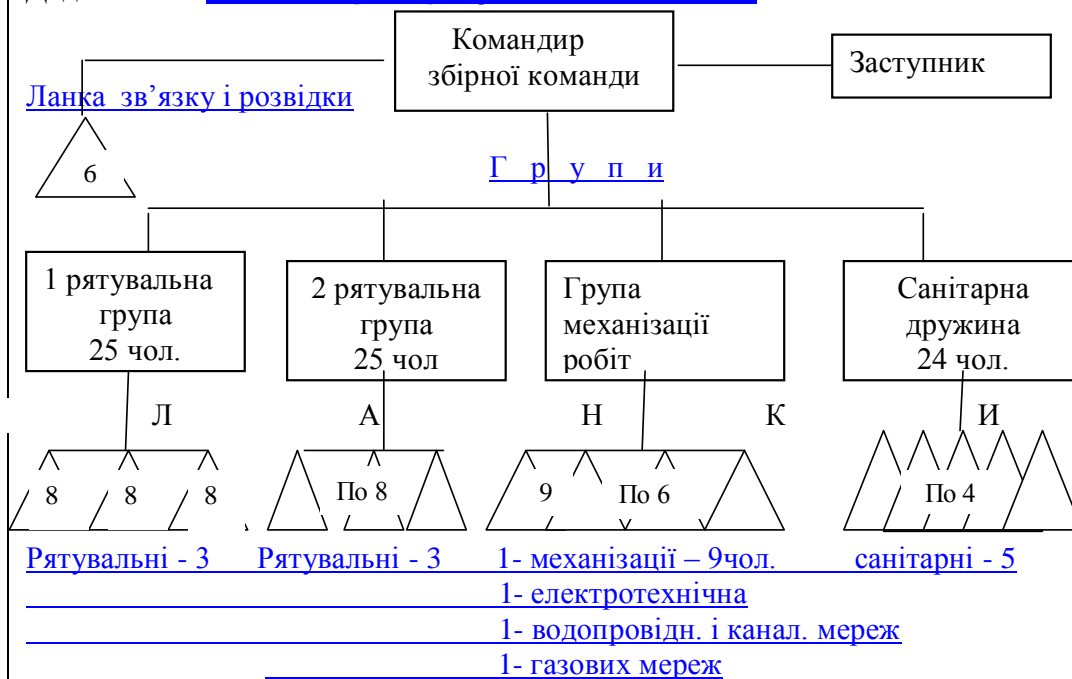 Командир
збірної команди
Заступник
Ланка зв’язку і розвідки
6
Г р у п и
1 рятувальна
група
25 чол.
2 рятувальна
група
25 чол
Група
механізації
робіт
Санітарна
дружина
24 чол.
Л А Н К И
8 8 8 По 8 9 По 6 По 4
Рятувальні - 3 Рятувальні - 3 1- механізації – 9чол. санітарні - 5
1- електротехнічна
1- водопровідн. і канал. мереж
1- газових мереж